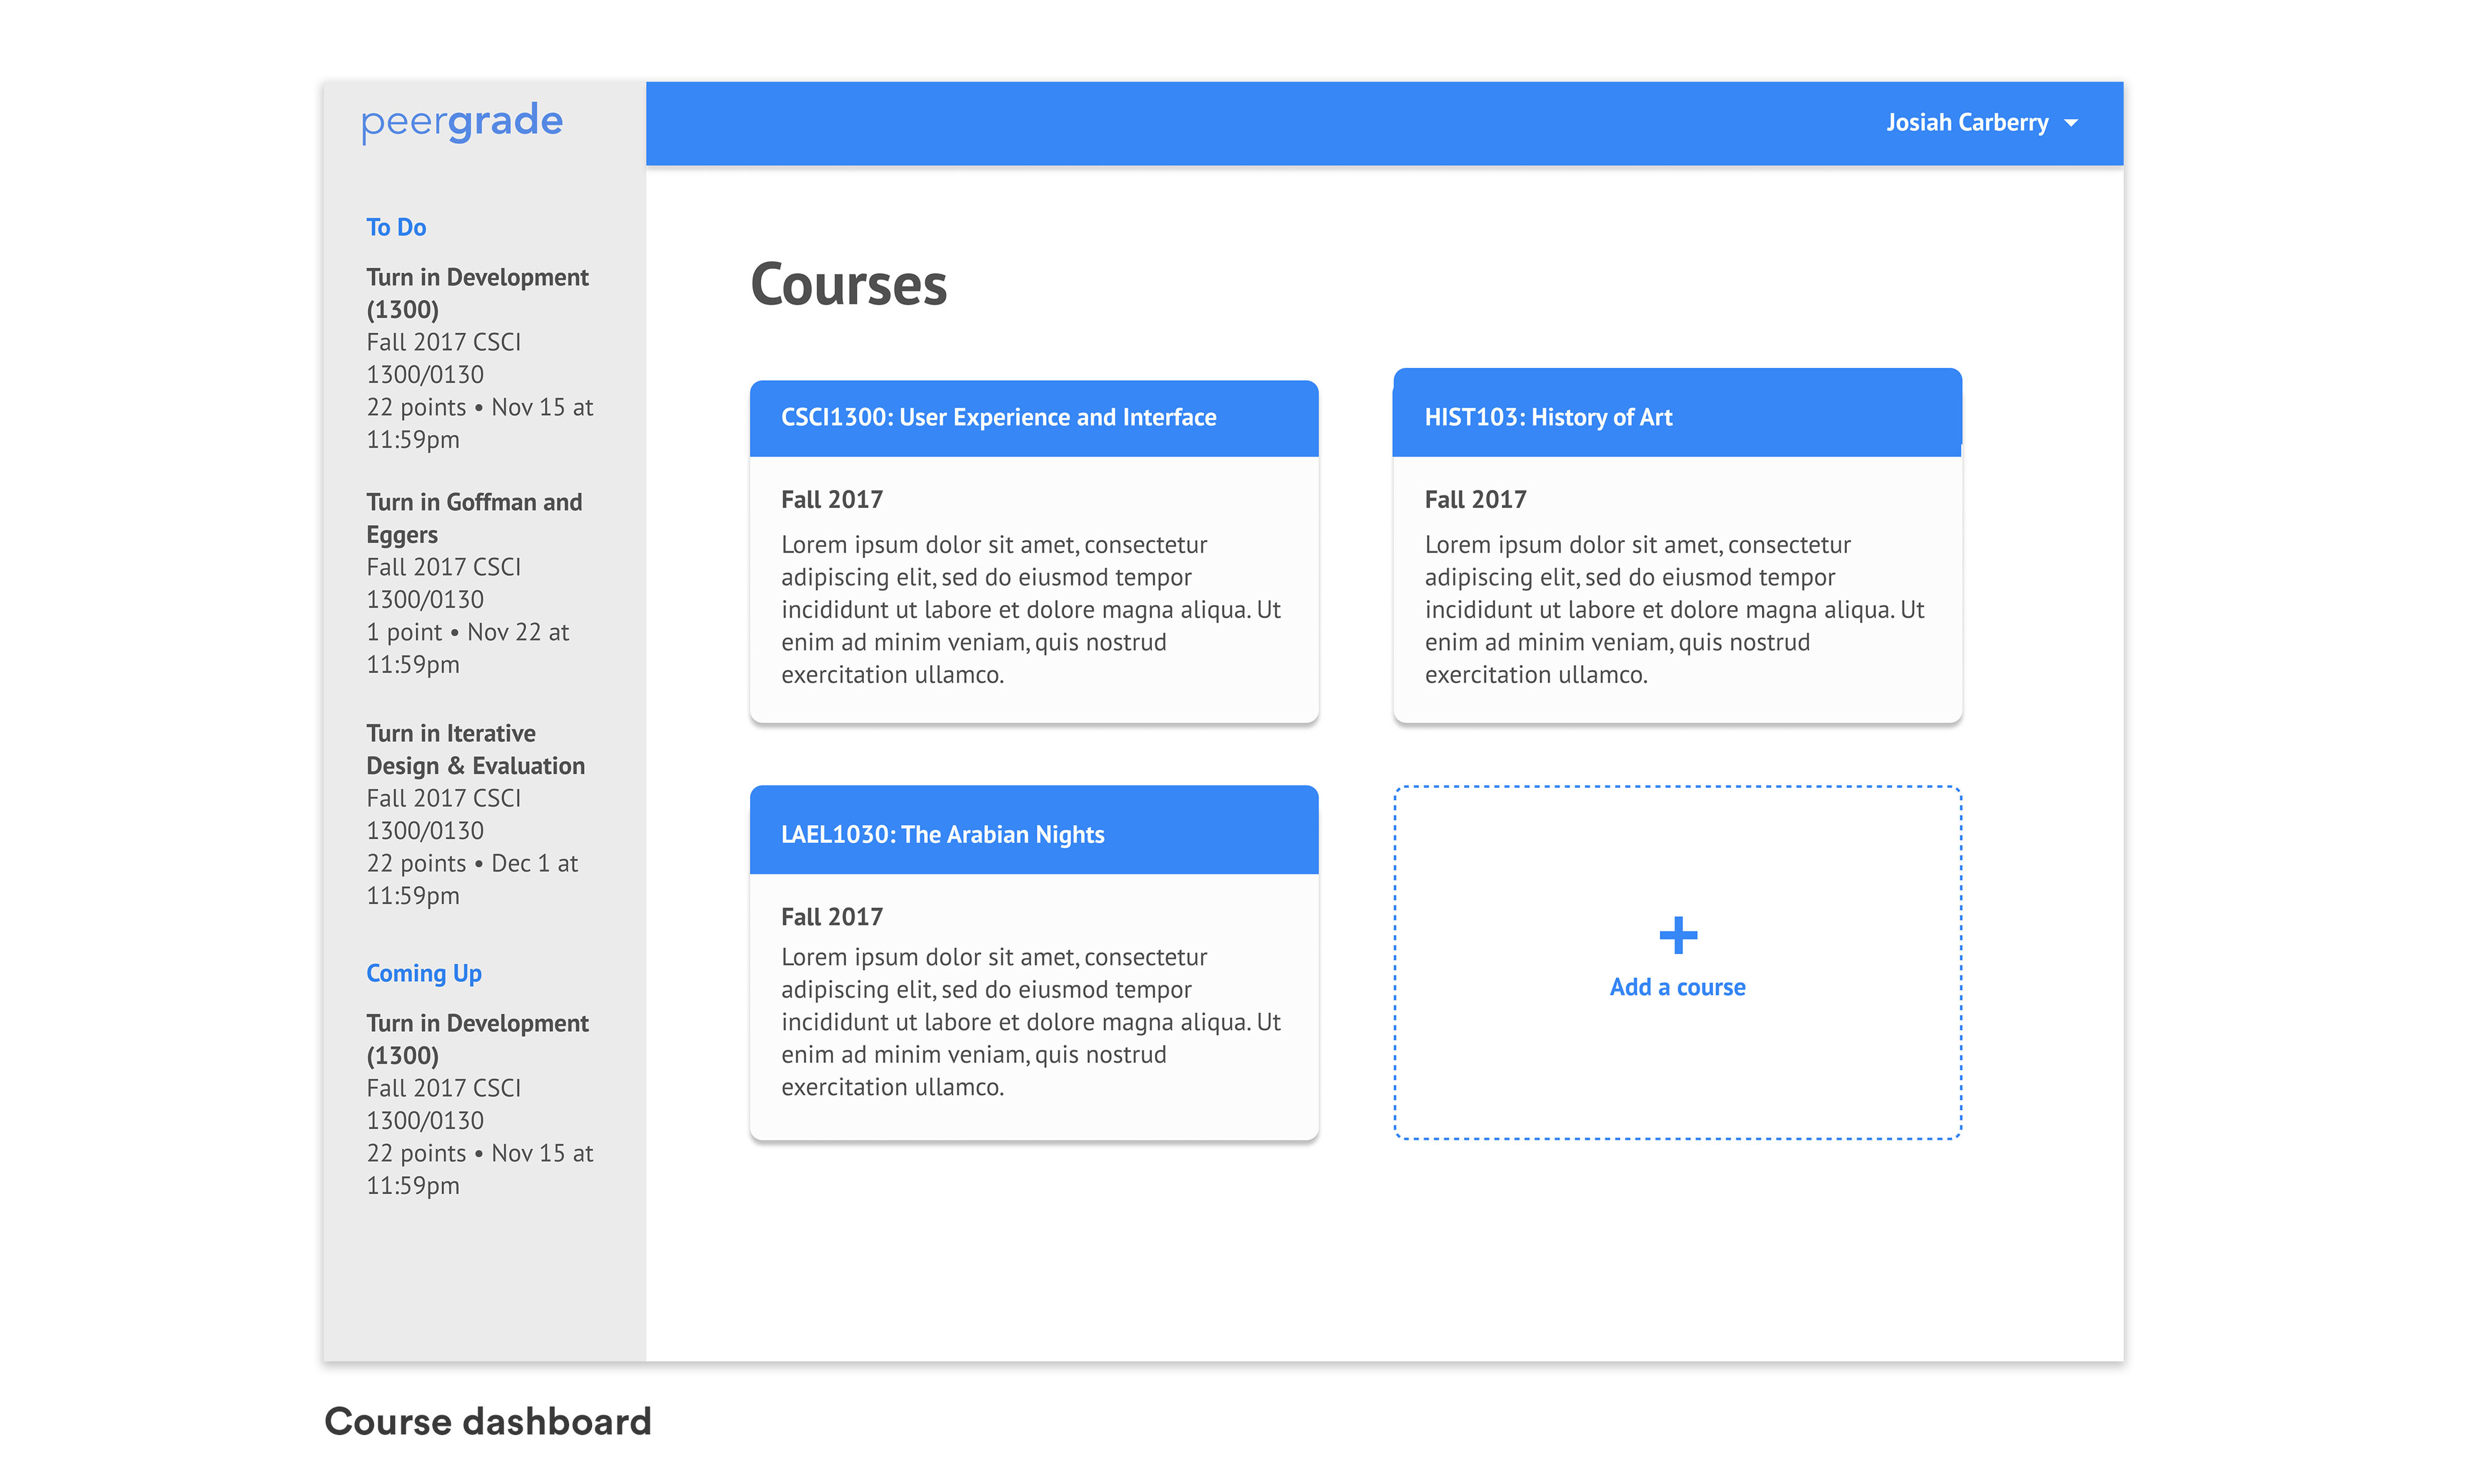 peergrade
Josiah Carberry
To Do
Turn in Development
(1300)
Fall 2017 CSCI
1300/0130
22 points • Nov 15 at
11:59pm
Turn in Goffman and
Eggers
Fall 2017 CSCI
1300/0130
1 point • Nov 22 at
11:59pm
Turn in Iterative
Design & Evaluation
Fall 2017 CSCI
1300/0130
22 points • Dec 1 at
11:59pm
Coming Up
Turn in Development
(1300)
Fall 2017 CSCI
1300/0130
22 points • Nov 15 at
11:59pm
Courses
CSCI1300: User Experience and Interface
Fall 2017
Lorem ipsum dolor sit amet, consectetur
adipiscing elit, sed do eiusmod tempor
incididunt ut labore et dolore magna aliqua. Ut
enim ad minim veniam, quis nostrud
exercitation ullamco.
HIST103: History of Art
Fall 2017
Lorem ipsum dolor sit amet, consectetur
adipiscing elit, sed do eiusmod tempor
incididunt ut labore et dolore magna aliqua. Ut
enim ad minim veniam, quis nostrud
exercitation ullamco.
LAEL1030: The Arabian Nights
Fall 2017
Lorem ipsum dolor sit amet, consectetur
adipiscing elit, sed do eiusmod tempor
incididunt ut labore et dolore magna aliqua. Ut
enim ad minim veniam, quis nostrud
exercitation ullamco.
+
Add a course
Course dashboard